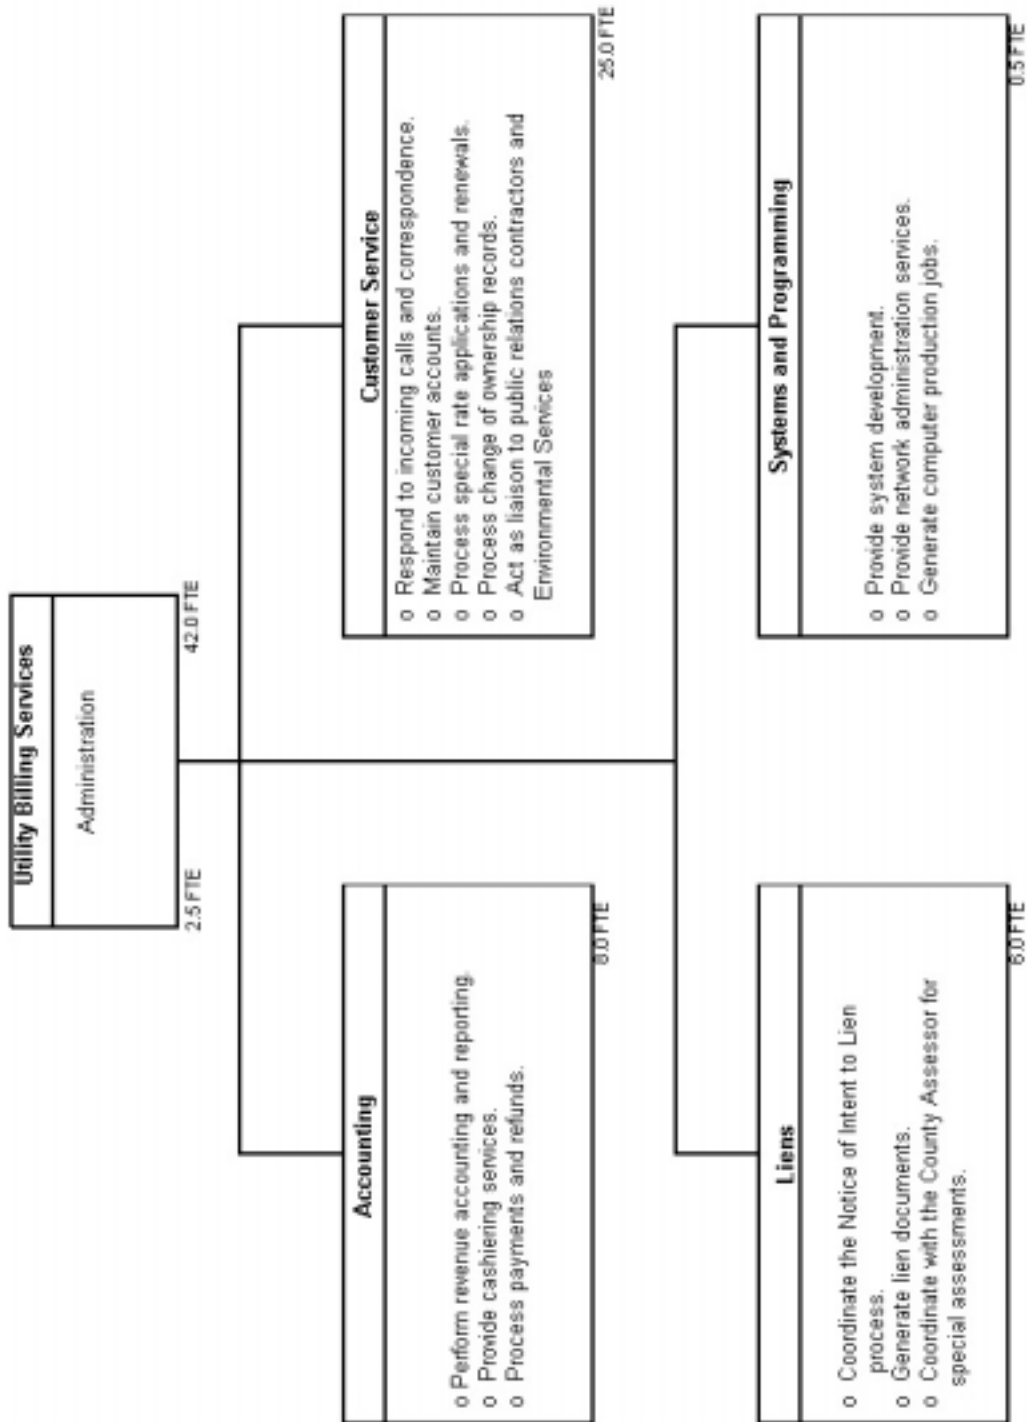 Utility Billing Services
Administration
2.5 FTE
42.0 FTE
Accounting
o Perform revenue accounting and reporting.
o Provide cashiering services.
o Process payments and refunds.
8.0 FTE
Customer Service
o Respond to incoming calls and correspondence.
o Maintain customer accounts.
o Process special rate applications and renewals.
o Process change of ownership records.
o Act as liaison to public relations contractors and
Environmental Services
25.0 FTE
Liens
o Coordinate the Notice of Intent to Lien
process.
o Generate lien documents.
o Coordinate with the County Assessor for
special assessments.
6.0 FTE
Systems and Programming
o Provide system development.
o Provide network administration services.
o Generate computer production jobs.
0.5 FTE